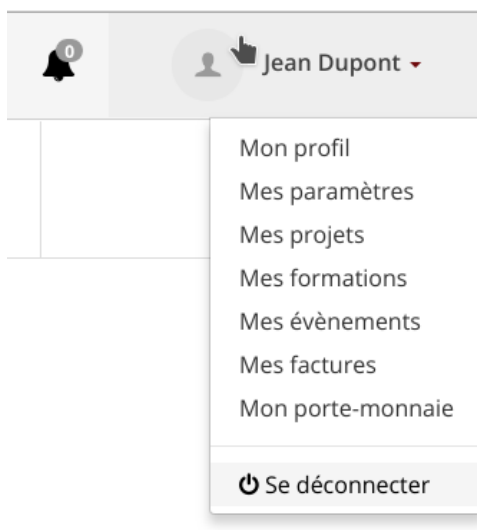 0
Jean Dupont
Mon profil
Mes paramètres
Mes projets
Mes formations
Mes évènements
Mes factures
Mon porte-monnaie
Se déconnecter